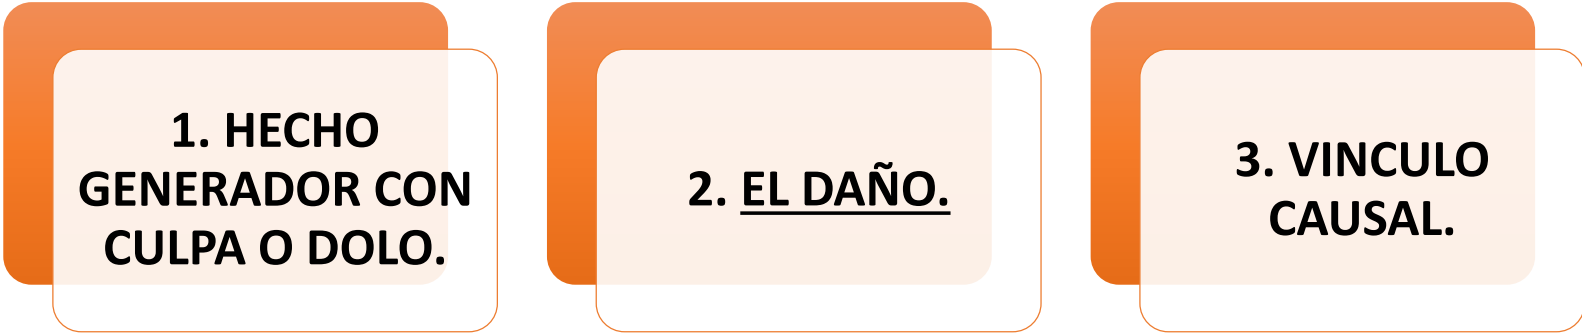 1. HECHO
GENERADOR CON
CULPA O DOLO.
2. EL DAÑO.
3. VINCULO
CAUSAL.